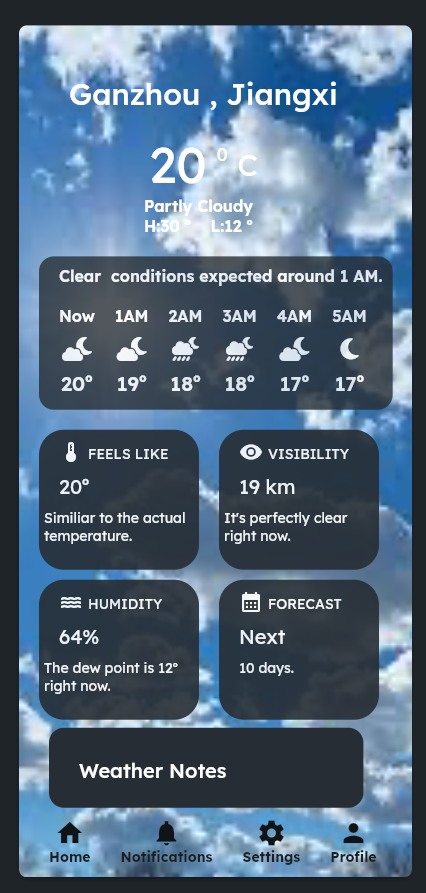 Ganzhou , Jiangxi
20 ° C
Partly Cloudy
H:30 ° L:12 °
Clear conditions expected around 1 AM.
Now 1AM 2AM 3AM 4AM 5AM
20° 19° 18° 18° 17° 17°
FEELS LIKE
20°
Similiar to the actual
temperature.
VISIBILITY
19 km
It's perfectly clear
right now.
HUMIDITY
64%
The dew point is 12°
right now.
FORECAST
Next
10 days.
Weather Notes
Home Notifications Settings Profile